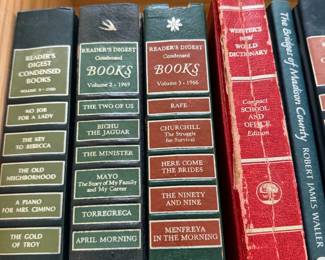 READER'S
DIGEST
CONDENSED
BOOKS
NO JOB
FOR A LADY
THE KEY TO
REBECCA
THE OLD
NEIGHBORHOOD
A PIANO
FOR MRS. CIMINO
THE GOLD
OF TROY
READER'S DIGEST
Condensed
BOOKS
Volume 2 - 1969
THE TWO OF US
BICHU
THE JAGUAR
THE MINISTER
MAYO
The Story of My Family
and My Career
TORREGRECA
APRIL MORNING
READER'S DIGEST
Condensed
BOOKS
Volume 3 - 1966
RAFE
CHURCHILL
The Struggle
for Survival
HERE COME
THE BRIDES
THE NINETY
AND NINE
MENFREYA
IN THE MORNING
WEBSTER'S NEW
WORLD
DICTIONARY
Compact
SCHOOL AND
OFFICE
Edition
The Bridges of Madison County
ROBERT JAMES WALLER